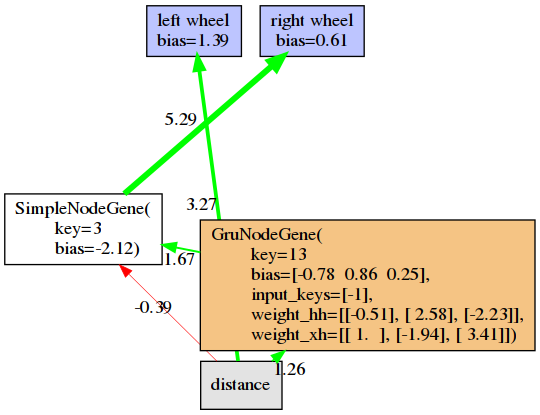 left wheel
bias=1.39
right wheel
bias=0.61
5.29
3.27
SimpleNodeGene(
key=3
bias=-2.12)
1.67
GruNodeGene(
key=13
bias=[-0.78 0.86 0.25],
input_keys=[-1],
weight_hh=[[-0.51], [ 2.58], [-2.23]],
weight_xh=[[ 1. ], [-1.94], [ 3.41]])
-0.39
1.26
distance